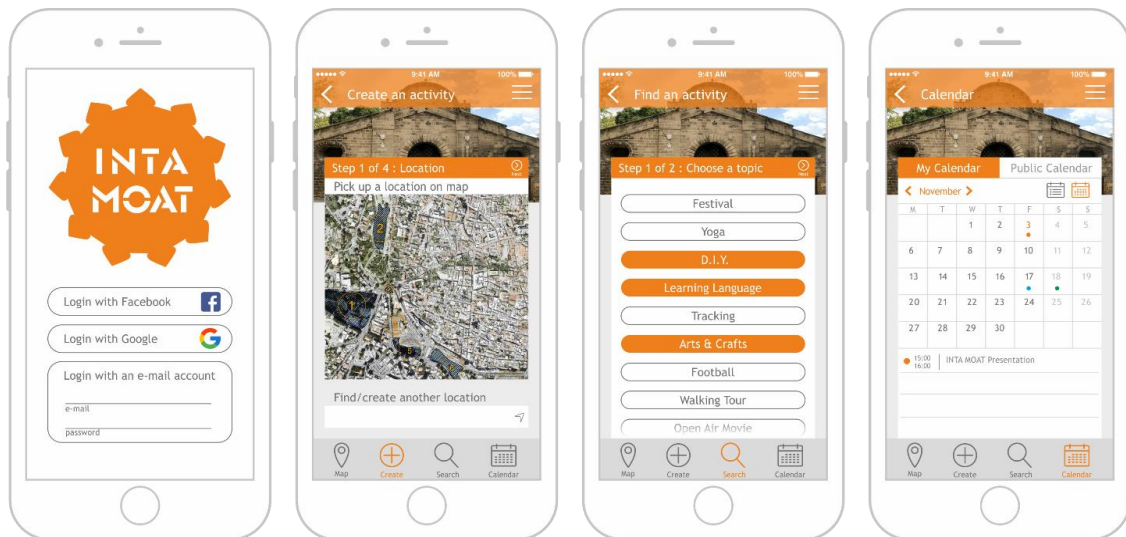 INTA
MOAT
Login with Facebook
Login with Google
G
Login with an e-mail account
e-mail
password
9:41 AM 100%
Create an activity
Step 1 of 4 : Location
Next
Pick up a location on map
2
1
Find/create another location
Map Create Search Calendar
9:41 AM 100%
Find an activity
Step 1 of 2 : Choose a topic
Next
Festival
Yoga
D.I.Y.
Learning Language
Tracking
Arts & Crafts
Football
Walking Tour
Open Air Movie
Map Create Search Calendar
9:41 AM 100%
Calendar
My Calendar Public Calendar
November
M T W T F S S
1 2 3 4 5
6 7 8 9 10 11 12
13 14 15 16 17 18 19
20 21 22 23 24 25 26
27 28 29 30
15:00
16:00 INTA MOAT Presentation
Map Create Search Calendar